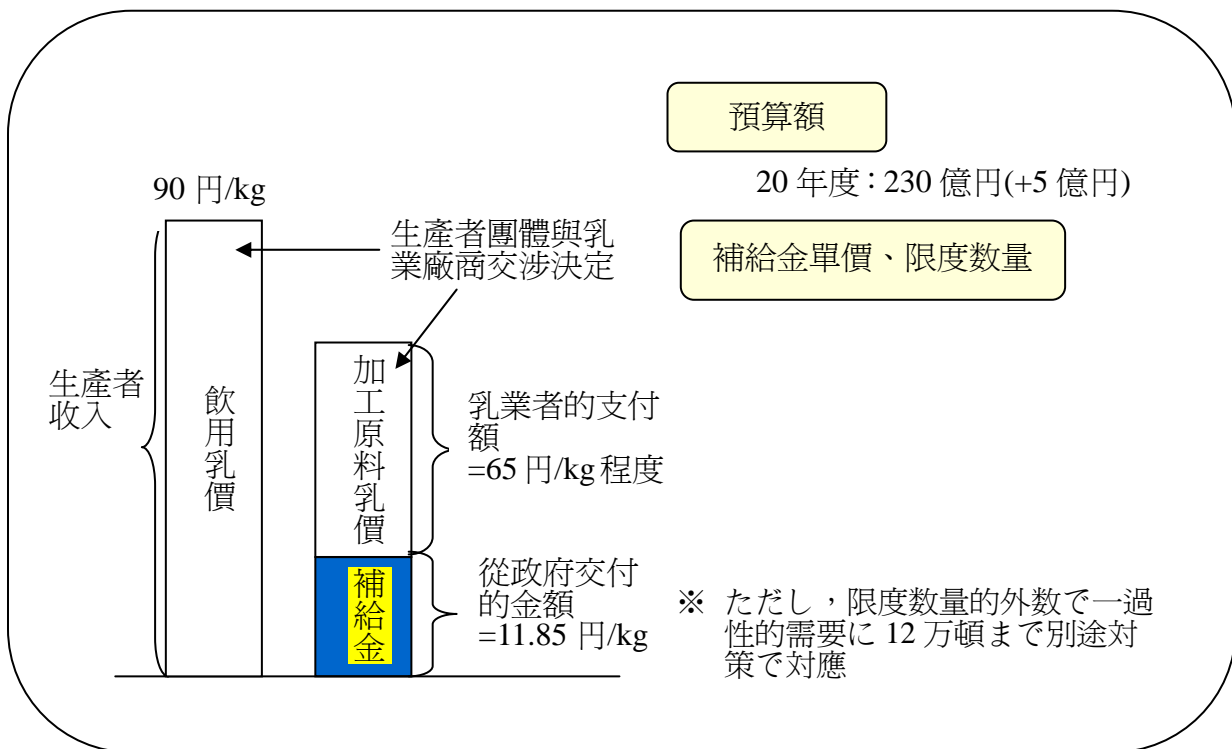 預算額
20 年度：230 億円(+5 億円)
90 円/kg
生產者團體與乳
業廠商交涉決定
補給金單價、限度数量
生產者
收入
飲用乳價
加工原料乳價
乳業者的支付
額
=65 円/kg 程度
補給金
從政府交付
的金額
=11.85 円/kg
※ ただし，限度数量的外数で一過
性的需要に 12 万頓まで別途対
策で対應